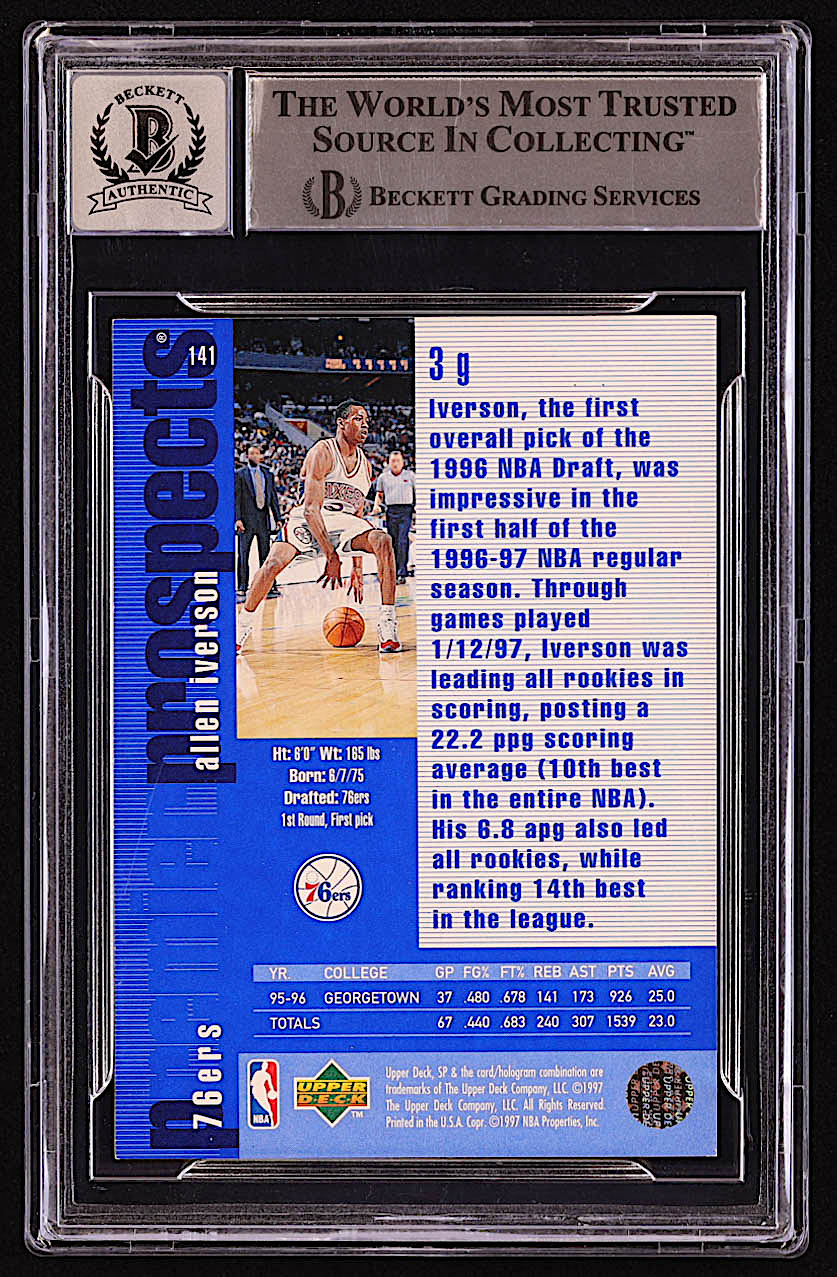 BECKETT
B
AUTHENTIC
THE WORLD'S MOST TRUSTED
SOURCE IN COLLECTING™
B BECKETT GRADING SERVICES
141
premier prospects®
allen iverson
76ers
3 g
Iverson, the first
overall pick of the
1996 NBA Draft, was
impressive in the
first half of the
1996-97 NBA regular
season. Through
games played
1/12/97, Iverson was
leading all rookies in
scoring, posting a
22.2 ppg scoring
average (10th best
in the entire NBA).
His 6.8 apg also led
all rookies, while
ranking 14th best
in the league.
SIXERS
Ht: 6'0" Wt: 165 lbs
Born: 6/7/75
Drafted: 76ers
1st Round, First pick
76ers
YR. COLLEGE GP FG% FT% REB AST PTS AVG
95-96 GEORGETOWN 37 .480 .678 141 173 926 25.0
TOTALS 67 .440 .683 240 307 1539 23.0
NBA
UPPER
DECK™
Upper Deck, SP & the card/hologram combination are
trademarks of The Upper Deck Company, LLC. ©1997
The Upper Deck Company, LLC. All Rights Reserved.
Printed in the U.S.A. Copr. ©1997 NBA Properties, Inc.